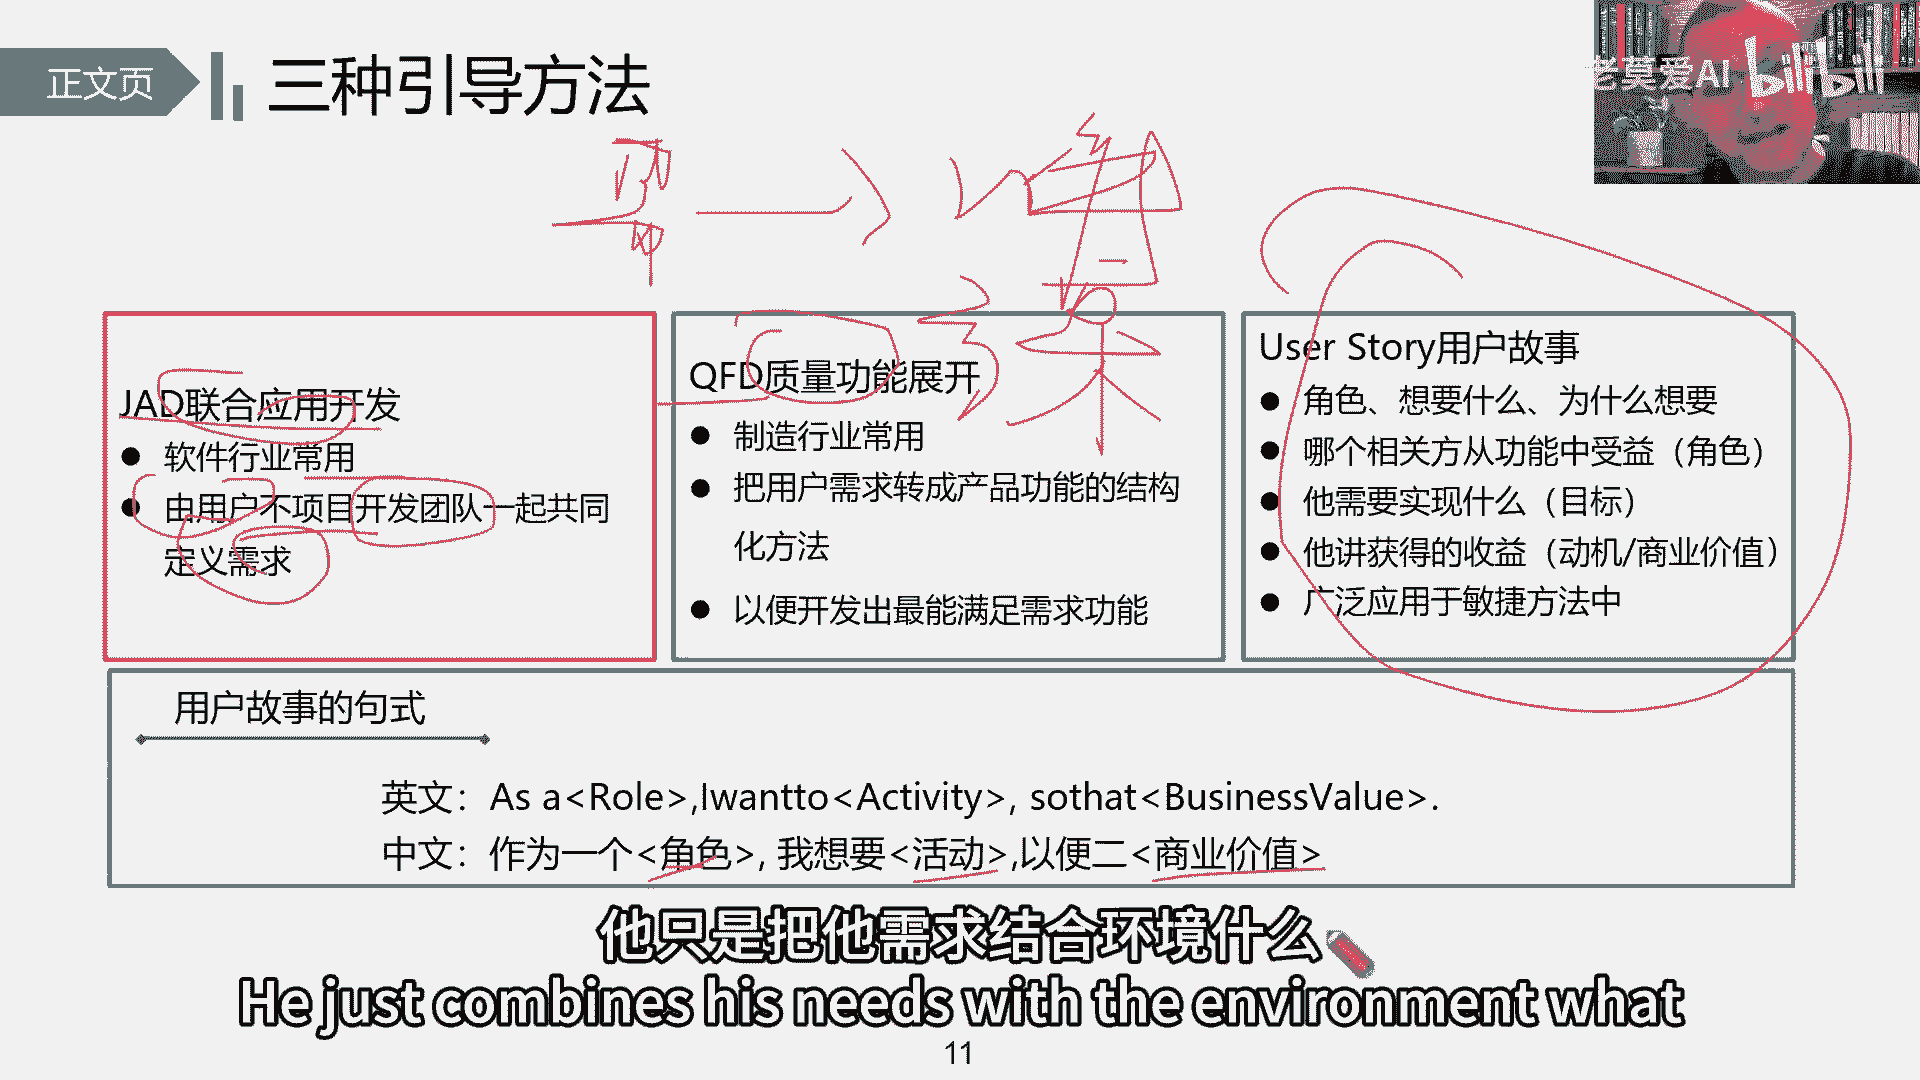 正文页
三种引导方法
老莫爱AI bilibili
JAD联合应用开发
软件行业常用
由用户不项目开发团队一起共同
定义需求
QFD质量功能展开
制造行业常用
把用户需求转成产品功能的结构
化方法
以便开发出最能满足需求功能
User Story用户故事
角色、想要什么、为什么想要
哪个相关方从功能中受益（角色）
他需要实现什么（目标）
他讲获得的收益（动机/商业价值）
广泛应用于敏捷方法中
用户故事的句式
英文：As a<Role>,Iwantto<Activity>, sothat<BusinessValue>.
中文：作为一个<角色>, 我想要<活动>,以便二<商业价值>
他只是把他需求结合环境什么
He just combines his needs with the environment what
11